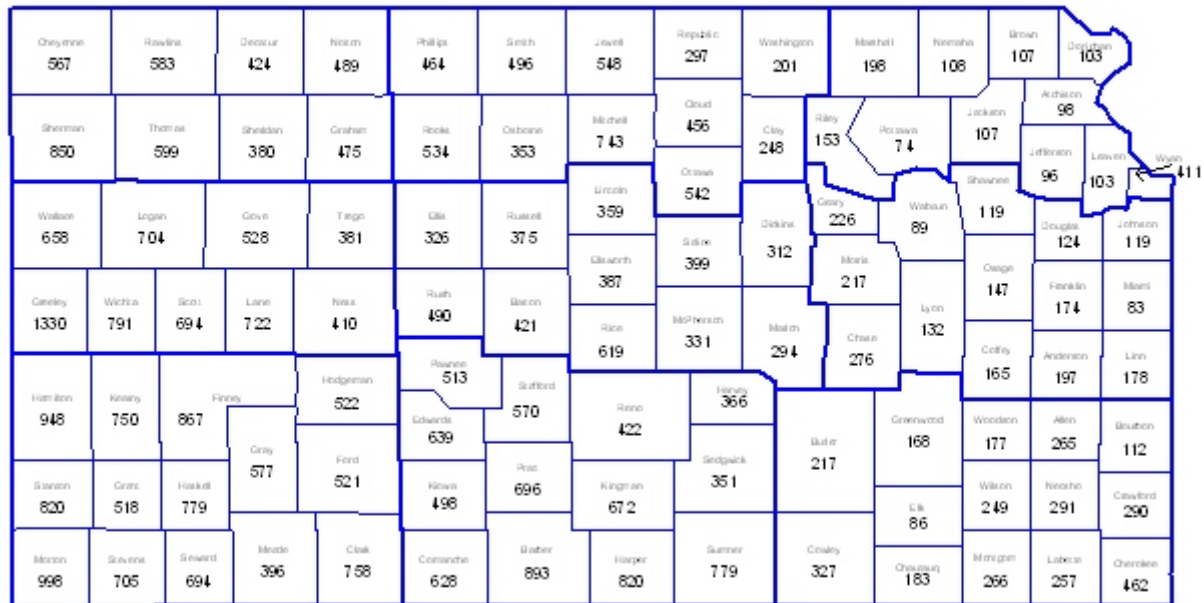 Cheyenne Rawlins Decatur Norton Phillips Smith Jewell Republic Washington Marshall Nemaha Brown Doniphan
567 583 424 489 464 496 548 297 201 198 108 107 103
Sherman Thomas Sheridan Graham Rooks Osborne Mitchell Cloud Clay Riley Pottawa Jackson Atchison
850 599 380 475 534 353 743 456 248 153 74 107 98
Ottawa Jefferson Leaven Wyan
542 96 103 411
Wallace Logan Gove Trego Ellis Russell Lincoln Dickins Geary Wabaun Shawnee
658 704 528 381 326 375 359 312 226 89 119
Saline Douglas Johnson
399 124 119
Ellsworth Morris Osage
387 217 147
Greeley Wichita Scott Lane Ness Rush Barton Lyon Franklin Miami
1330 791 694 722 410 490 421 132 174 83
Rice McPherson Marion Chase Coffey Anderson Linn
619 331 294 276 165 197 178
Hamilton Kearny Finney Hodgeman Pawnee Stafford Reno Harvey
948 750 867 522 513 570 422 366
Edwards Butler Greenwood Woodson Allen Bourbon
639 217 168 177 265 112
Gray Ford Sedgwick
577 521 351
Stanton Grant Haskell Kiowa Pratt Kingman Wilson Neosho Crawford
820 518 779 498 696 672 249 291 290
Elk
86
Morton Stevens Seward Meade Clark Comanche Barber Harper Sumner Cowley Chautauq Montgom Labette Cherokee
998 705 694 396 758 628 893 820 779 327 183 266 257 462